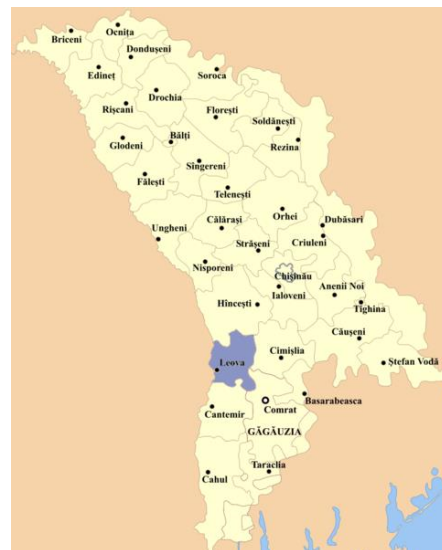 Ocnița
Briceni
Dondușeni
Edineț
Soroca
Drochia
Rîșcani
Florești
Soldănești
Glodeni
Bălți
Rezina
Sîngereni
Fălești
Telenești
Orhei
Călărași
Dubăsari
Ungheni
Criuleni
Strășeni
Nisporeni
Chișinău
Anenii Noi
Ialoveni
Hîncești
Tighina
Căușeni
Cimișlia
Leova
Ștefan Vodă
Basarabeasca
Cantemir
Comrat
GĂGĂUZIA
Taraclia
Cahul